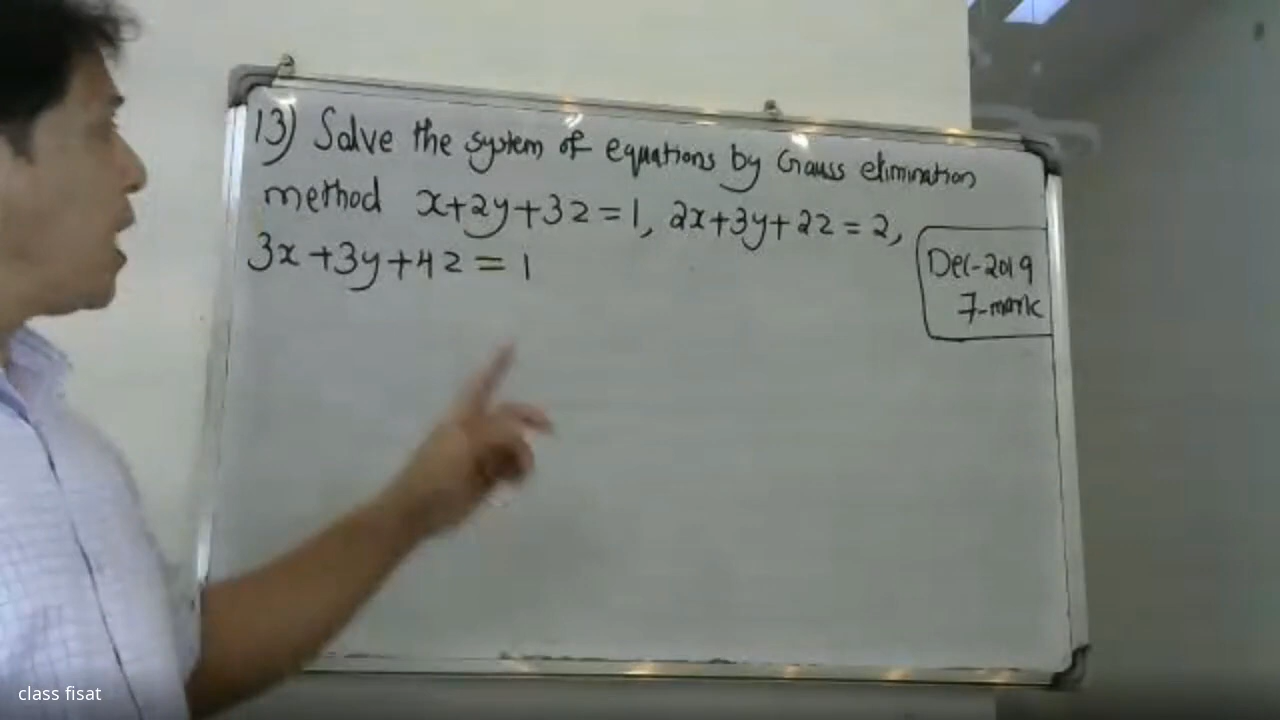 13) Solve the system of equations by Gauss elimination
method x+2y+3z=1, 2x+3y+2z=2,
3x+3y+4z=1
Dec-2019
7-mark
class fisat